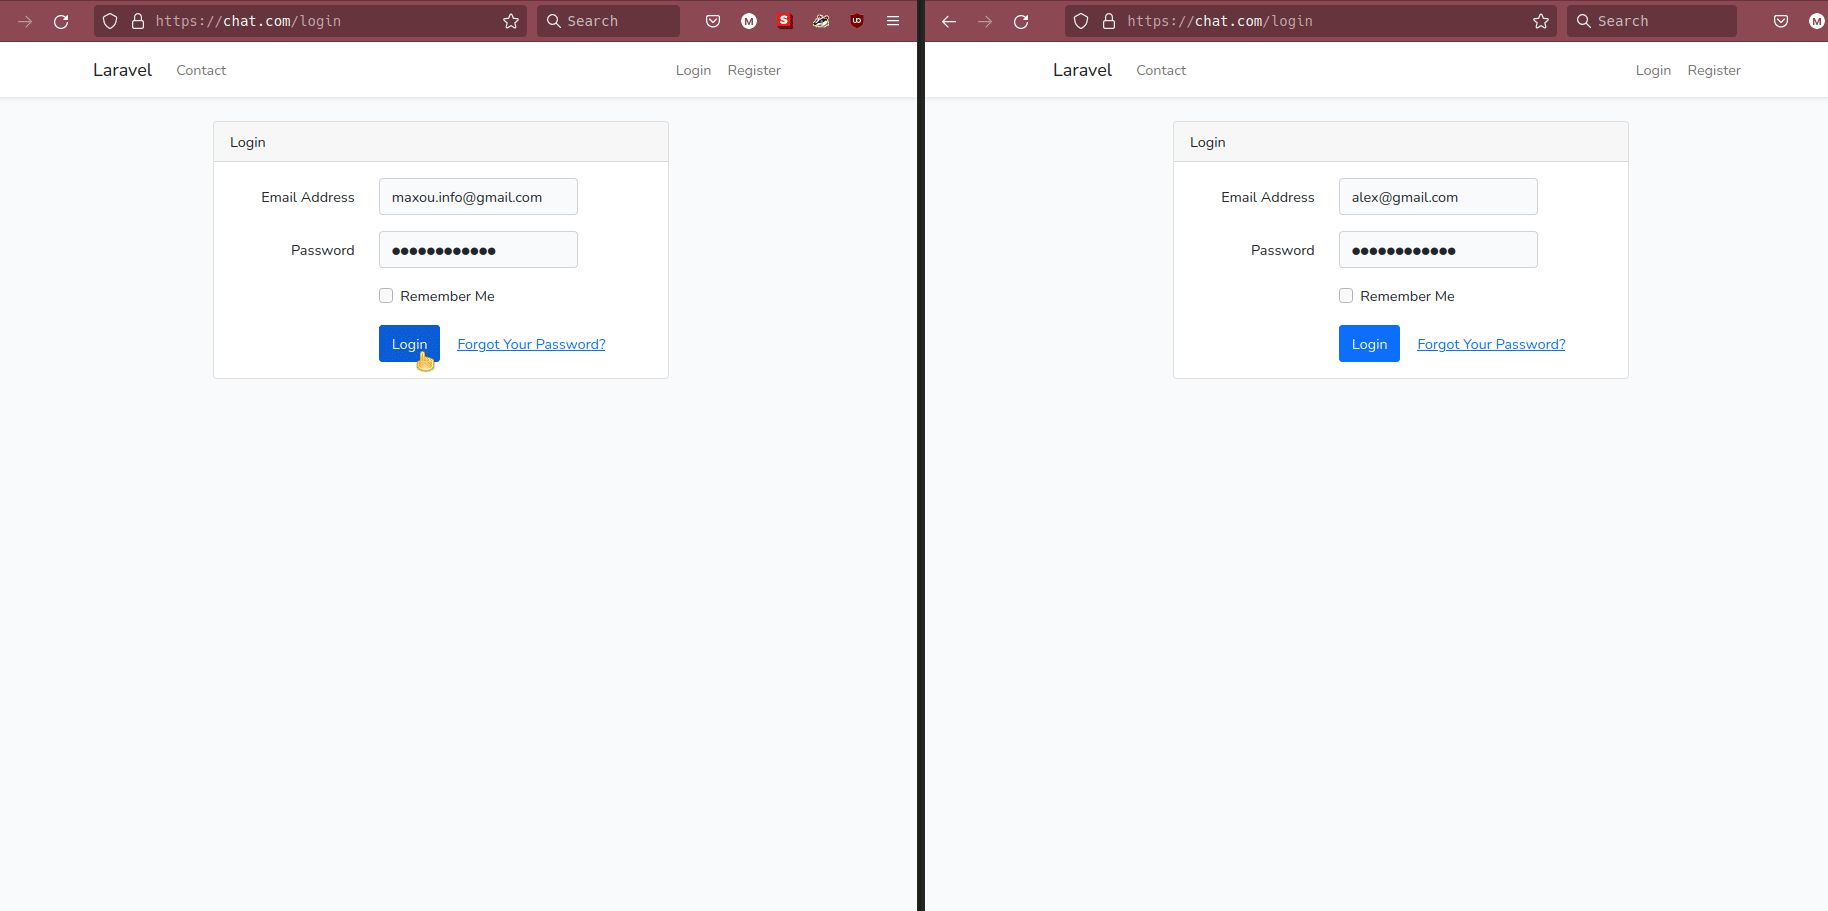 https://chat.com/login
Search
M
S
UD
Laravel
Contact
Login
Register
Login
Email Address
maxou.info@gmail.com
Password
●●●●●●●●●●●●
Remember Me
Login
Forgot Your Password?
https://chat.com/login
Search
M
Laravel
Contact
Login
Register
Login
Email Address
alex@gmail.com
Password
●●●●●●●●●●●●
Remember Me
Login
Forgot Your Password?